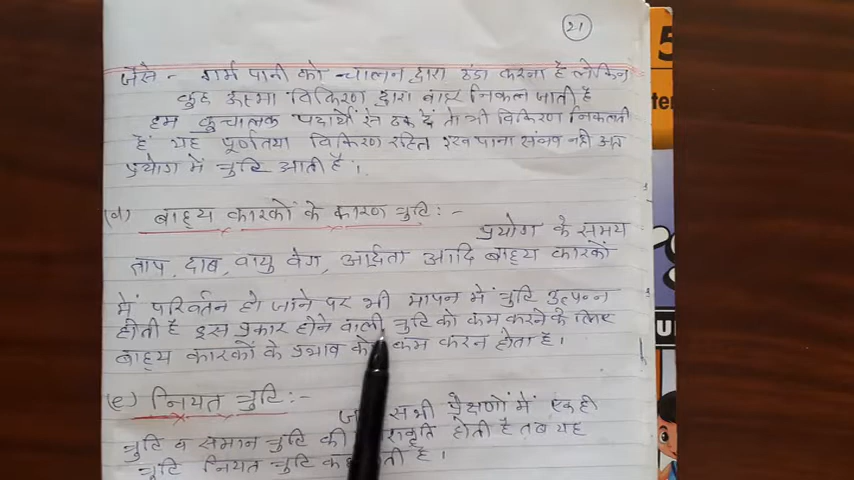 21
जैसे - गर्म पानी को चालन द्वारा ठंडा करना है लेकिन
कुछ ऊष्मा विकिरण द्वारा बाहर निकल जाती है
हम कुचालक पदार्थों से ढक दें तो भी विकिरण निकलती
है यह पूर्णतया विकिरण रहित रख पाना संभव नही अतः
प्रयोग में त्रुटि आती है।
(d) बाह्य कारकों के कारण त्रुटि:-
प्रयोग के समय
ताप, दाब, वायु वेग, आर्द्रता आदि बाह्य कारकों
में परिवर्तन हो जाने पर भी मापन में त्रुटि उत्पन्न
होती है इस प्रकार होने वाली त्रुटि को कम करने के लिए
बाह्य कारकों के प्रभाव को कम करन होता है।
(e) नियत त्रुटि:-
सभी प्रेक्षणों में एक ही
त्रुटि व समान त्रुटि की होती है तब यह
त्रुटि नियत त्रुटि है।
5